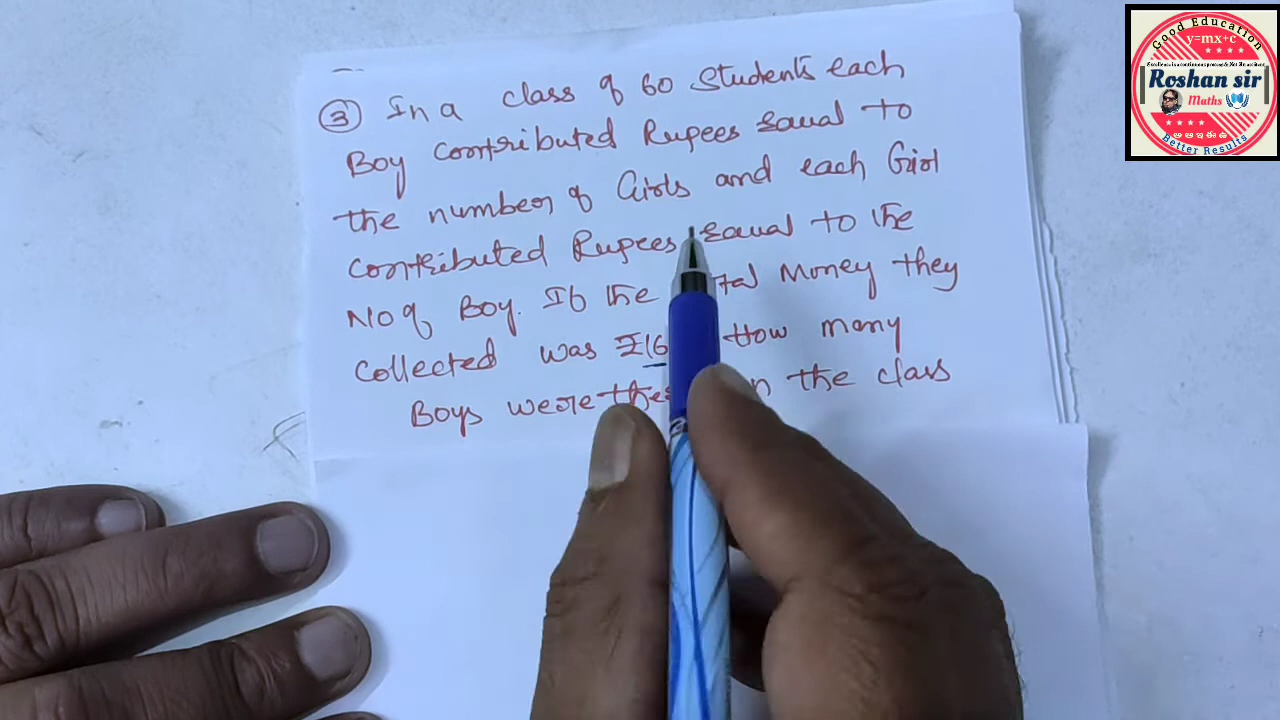 ③ In a class of 60 Students each
Boy contributed Rupees Equal to
the number of Girls and each Girl
contributed Rupees Equal to the
No of Boy. If the Money they
collected was ₹16 How many
Boys were the class
Good Education
y=mx+c
Roshan sir
Maths
Better Results